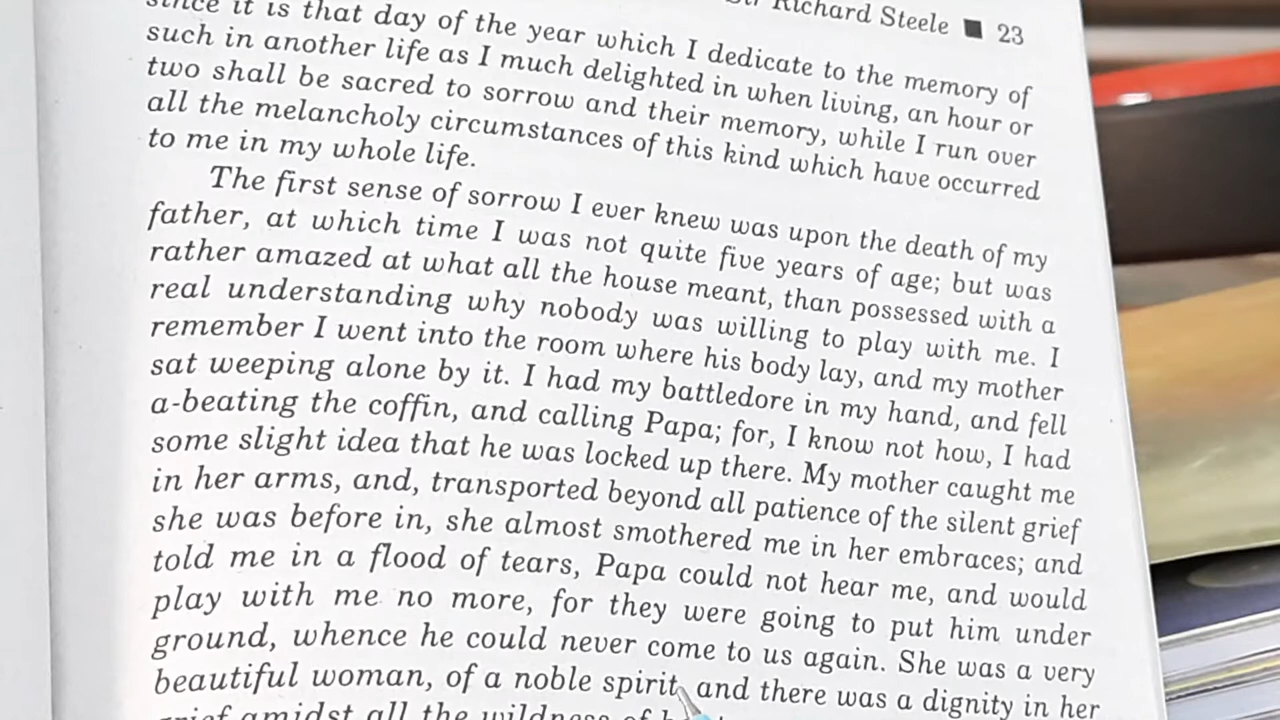 Sir Richard Steele ■ 23
since it is that day of the year which I dedicate to the memory of
such in another life as I much delighted in when living, an hour or
two shall be sacred to sorrow and their memory, while I run over
all the melancholy circumstances of this kind which have occurred
to me in my whole life.
The first sense of sorrow I ever knew was upon the death of my
father, at which time I was not quite five years of age; but was
rather amazed at what all the house meant, than possessed with a
real understanding why nobody was willing to play with me. I
remember I went into the room where his body lay, and my mother
sat weeping alone by it. I had my battledore in my hand, and fell
a-beating the coffin, and calling Papa; for, I know not how, I had
some slight idea that he was locked up there. My mother caught me
in her arms, and, transported beyond all patience of the silent grief
she was before in, she almost smothered me in her embraces; and
told me in a flood of tears, Papa could not hear me, and would
play with me no more, for they were going to put him under
ground, whence he could never come to us again. She was a very
beautiful woman, of a noble spirit, and there was a dignity in her
grief amidst all the wildness of